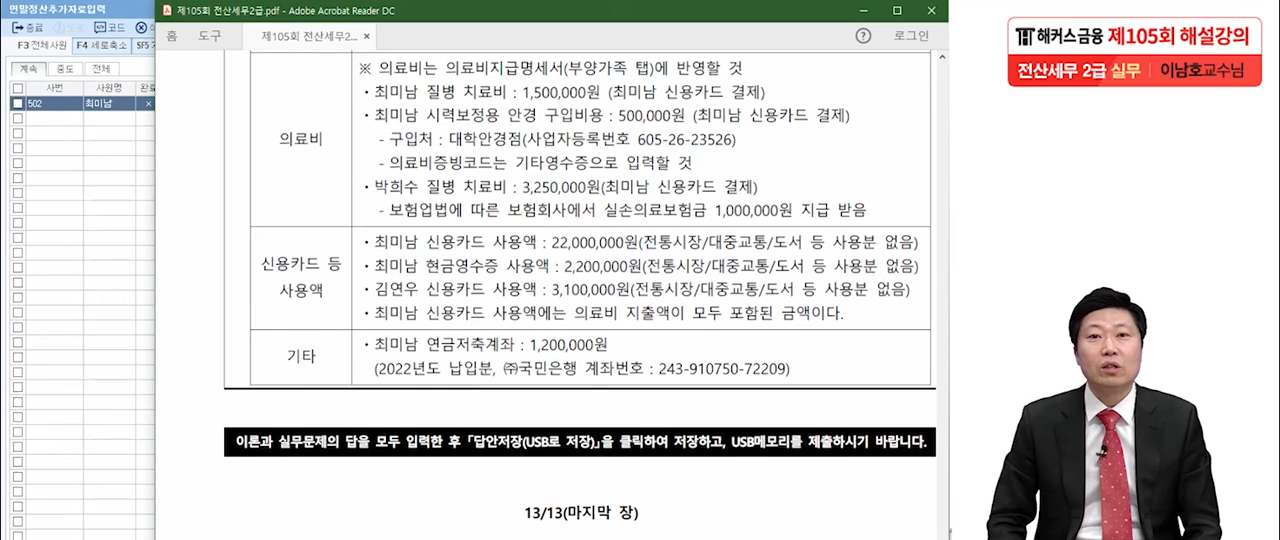 연말정산추가자료입력
종료
코드
F3 전체사원 F4 세로축소
계속 중도 전체
사번 사원명 완료
502 최미남 ×
제105회 전산세무2급.pdf - Adobe Acrobat Reader DC
홈 도구 제105회 전산세무2... × 로그인
의료비
※ 의료비는 의료비지급명세서(부양가족 탭)에 반영할 것
・최미남 질병 치료비 : 1,500,000원 (최미남 신용카드 결제)
・최미남 시력보정용 안경 구입비용 : 500,000원 (최미남 신용카드 결제)
- 구입처 : 대학안경점(사업자등록번호 605-26-23526)
- 의료비증빙코드는 기타영수증으로 입력할 것
・박희수 질병 치료비 : 3,250,000원(최미남 신용카드 결제)
- 보험업법에 따른 보험회사에서 실손의료보험금 1,000,000원 지급 받음
신용카드 등
사용액
・최미남 신용카드 사용액 : 22,000,000원(전통시장/대중교통/도서 등 사용분 없음)
・최미남 현금영수증 사용액 : 2,200,000원(전통시장/대중교통/도서 등 사용분 없음)
・김연우 신용카드 사용액 : 3,100,000원(전통시장/대중교통/도서 등 사용분 없음)
・최미남 신용카드 사용액에는 의료비 지출액이 모두 포함된 금액이다.
기타
・최미남 연금저축계좌 : 1,200,000원
(2022년도 납입분, ㈜국민은행 계좌번호 : 243-910750-72209)
이론과 실무문제의 답을 모두 입력한 후 「답안저장(USB로 저장)」을 클릭하여 저장하고, USB메모리를 제출하시기 바랍니다.
13/13(마지막 장)
해커스금융 제105회 해설강의
전산세무 2급 실무 | 이남호교수님